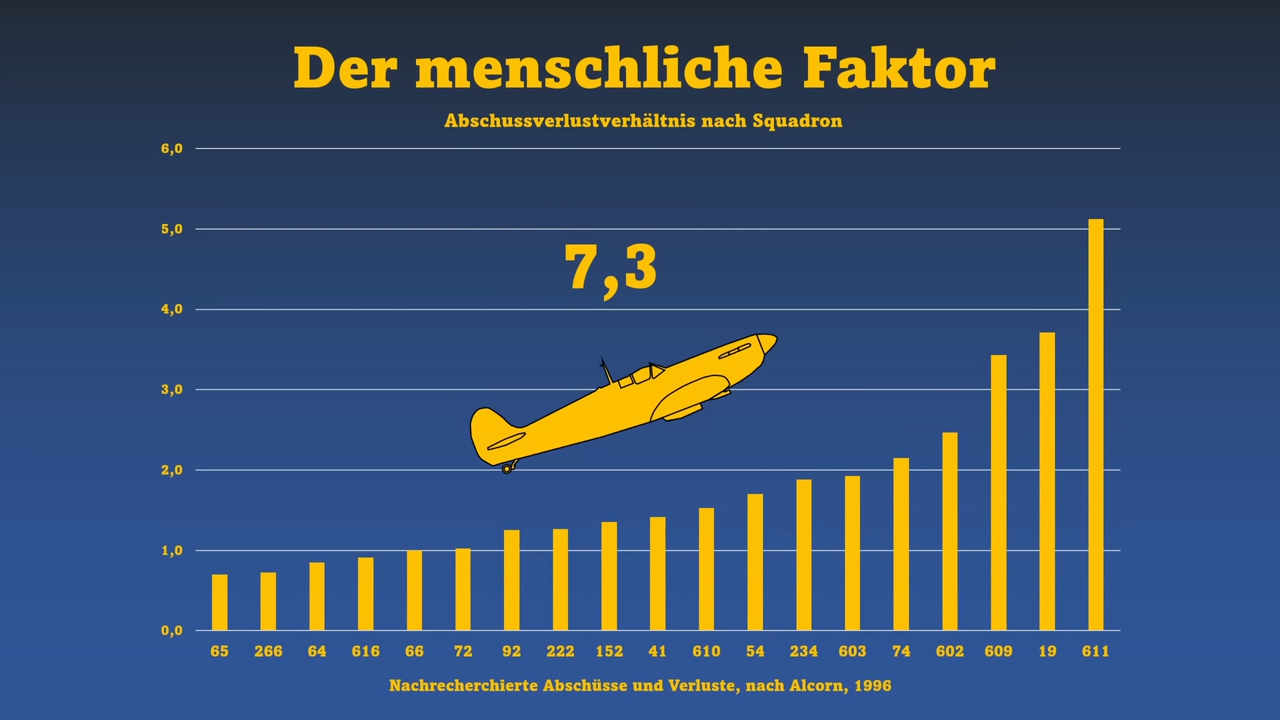 Der menschliche Faktor
Abschussverlustverhältnis nach Squadron
6,0
5,0
7,3
4,0
3,0
2,0
1,0
0,0
65 266 64 616 66 72 92 222 152 41 610 54 234 603 74 602 609 19 611
Nachrecherchierte Abschüsse und Verluste, nach Alcorn, 1996